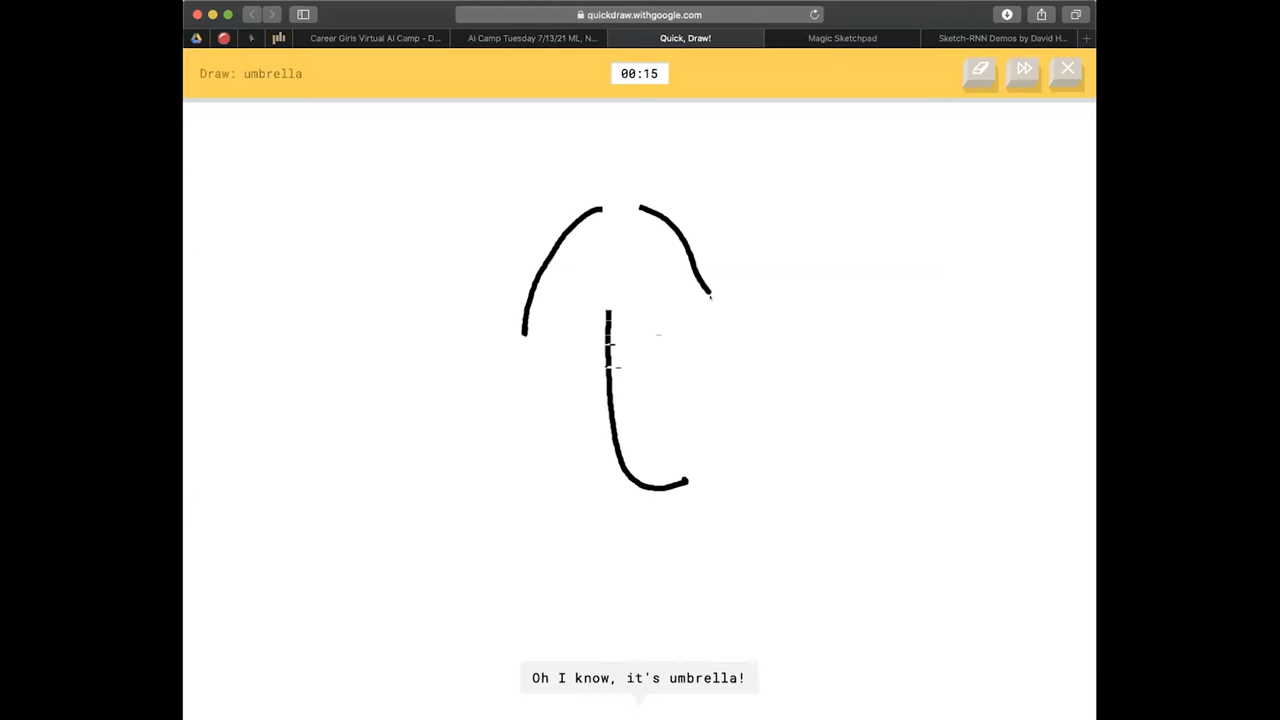 quickdraw.withgoogle.com
Career Girls Virtual AI Camp - D...
Ai Camp Tuesday 7/13/21 ML, N...
Quick, Draw!
Magic Sketchpad
Sketch-RNN Demos by David H...
Draw: umbrella
00:15
Oh I know, it's umbrella!